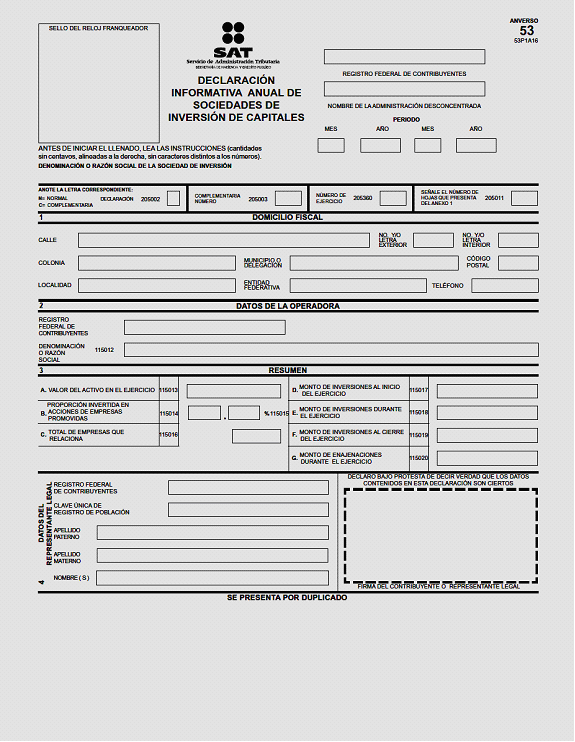 ANVERSO
53
53P1A16
SELLO DEL RELOJ FRANQUEADOR
SAT
Servicio de Administración Tributaria
SECRETARÍA DE HACIENDA Y CRÉDITO PÚBLICO
DECLARACIÓN
INFORMATIVA ANUAL DE
SOCIEDADES DE
INVERSIÓN DE CAPITALES
REGISTRO FEDERAL DE CONTRIBUYENTES
NOMBRE DE LA ADMINISTRACIÓN DESCONCENTRADA
PERIODO
MES AÑO MES AÑO
ANTES DE INICIAR EL LLENADO, LEA LAS INSTRUCCIONES (cantidades
sin centavos, alineadas a la derecha, sin caracteres distintos a los números).
DENOMINACIÓN O RAZÓN SOCIAL DE LA SOCIEDAD DE INVERSIÓN
ANOTE LA LETRA CORRESPONDIENTE:
N= NORMAL
C= COMPLEMENTARIA
DECLARACIÓN 205002
COMPLEMENTARIA
NÚMERO 205003
NÚMERO DE
EJERCICIO 205360
SEÑALE EL NÚMERO DE
HOJAS QUE PRESENTA
DEL ANEXO 1
205011
1 DOMICILIO FISCAL
CALLE
NO. Y/O
LETRA
EXTERIOR
NO. Y/O
LETRA
INTERIOR
COLONIA
MUNICIPIO O
DELEGACIÓN
CÓDIGO
POSTAL
LOCALIDAD
ENTIDAD
FEDERATIVA
TELÉFONO
2 DATOS DE LA OPERADORA
REGISTRO
FEDERAL DE
CONTRIBUYENTES
DENOMINACIÓN
O RAZÓN
SOCIAL
115012
3 RESUMEN
A. VALOR DEL ACTIVO EN EL EJERCICIO 115013
B. PROPORCIÓN INVERTIDA EN
ACCIONES DE EMPRESAS
PROMOVIDAS
115014 . % 115015
C. TOTAL DE EMPRESAS QUE
RELACIONA
115016
D. MONTO DE INVERSIONES AL INICIO
DEL EJERCICIO
115017
E. MONTO DE INVERSIONES DURANTE
EL EJERCICIO
115018
F. MONTO DE INVERSIONES AL CIERRE
DEL EJERCICIO
115019
G. MONTO DE ENAJENACIONES
DURANTE EL EJERCICIO
115020
4
DATOS DEL
REPRESENTANTE LEGAL
REGISTRO FEDERAL
DE CONTRIBUYENTES
CLAVE ÚNICA DE
REGISTRO DE POBLACIÓN
APELLIDO
PATERNO
APELLIDO
MATERNO
NOMBRE ( S )
DECLARO BAJO PROTESTA DE DECIR VERDAD QUE LOS DATOS
CONTENIDOS EN ESTA DECLARACIÓN SON CIERTOS
FIRMA DEL CONTRIBUYENTE O REPRESENTANTE LEGAL
SE PRESENTA POR DUPLICADO